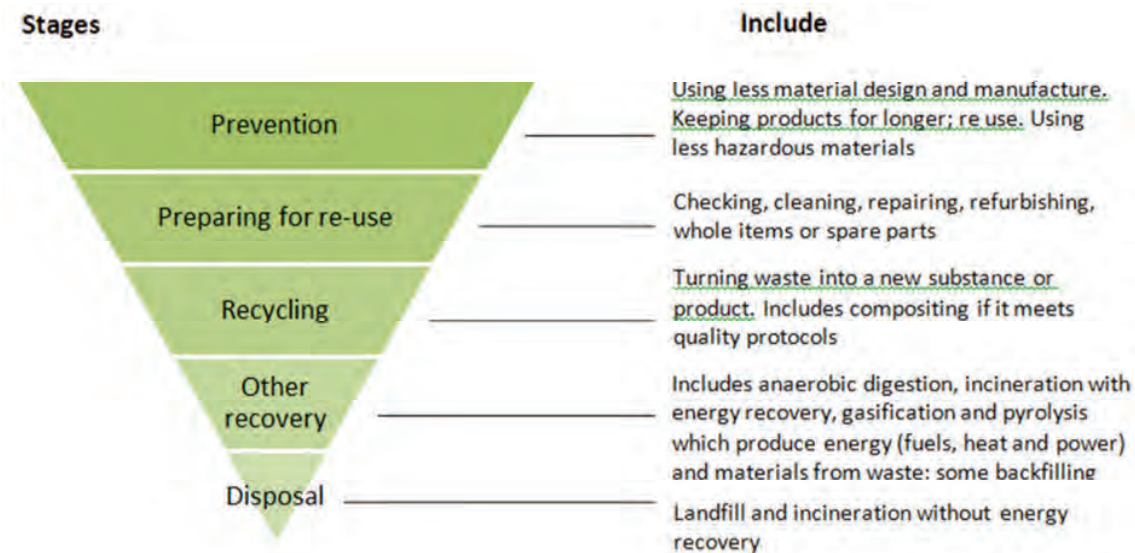 Stages
Include
Prevention
Using less material design and manufacture.
Keeping products for longer; re use. Using
less hazardous materials
Preparing for re-use
Checking, cleaning, repairing, refurbishing,
whole items or spare parts
Recycling
Turning waste into a new substance or
product. Includes compositing if it meets
quality protocols
Other
recovery
Includes anaerobic digestion, incineration with
energy recovery, gasification and pyrolysis
which produce energy (fuels, heat and power)
and materials from waste: some backfilling
Disposal
Landfill and incineration without energy
recovery